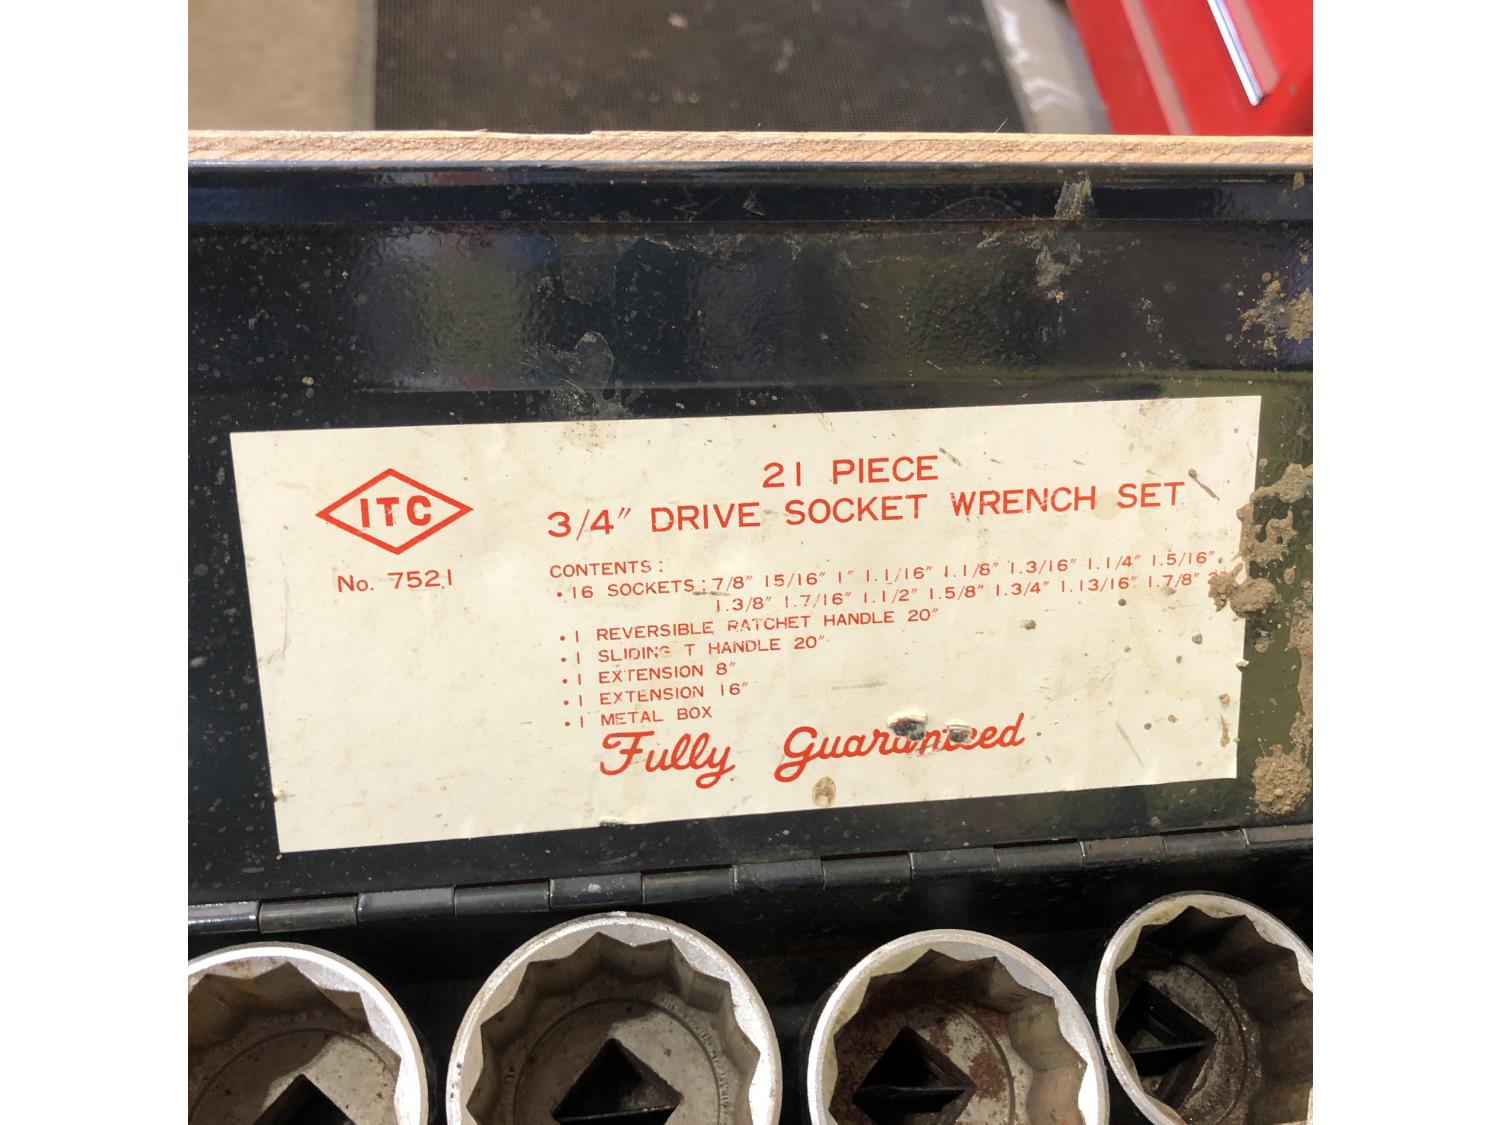 ITC
No. 7521
21 PIECE
3/4" DRIVE SOCKET WRENCH SET
CONTENTS :
• 16 SOCKETS : 7/8" 15/16" 1" 1.1/16" 1.1/8" 1.3/16" 1.1/4" 1.5/16"
1.3/8" 1.7/16" 1.1/2" 1.5/8" 1.3/4" 1.13/16" 1.7/8"
• 1 REVERSIBLE RATCHET HANDLE 20"
• 1 SLIDING T HANDLE 20"
• 1 EXTENSION 8"
• 1 EXTENSION 16"
• 1 METAL BOX
Fully Guaranteed